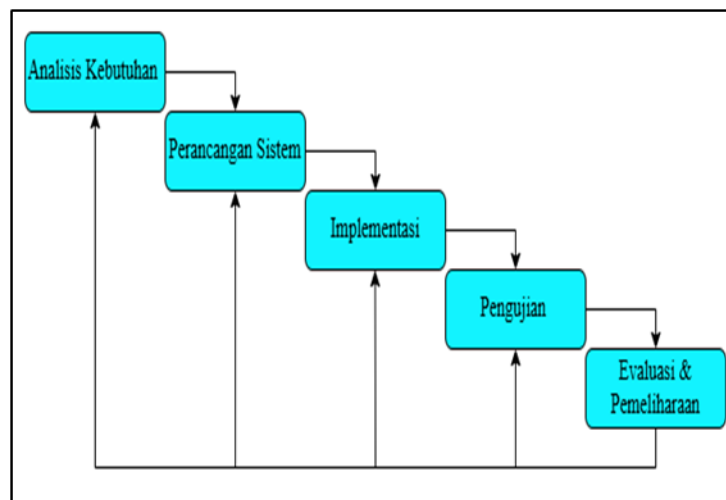 Analisis Kebutuhan
Perancangan Sistem
Implementasi
Pengujian
Evaluasi &
Pemeliharaan